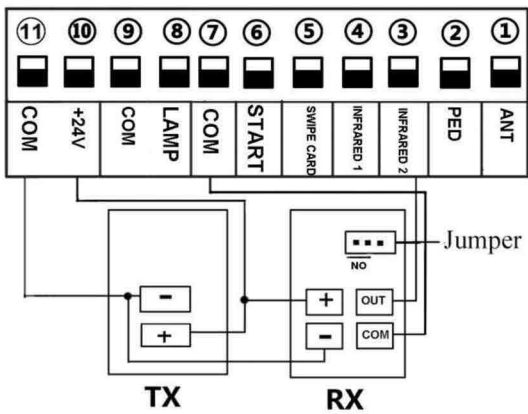 ⑪ ⑩ ⑨ ⑧ ⑦ ⑥ ⑤ ④ ③ ② ①
COM +24V COM LAMP COM START SWIPE CARD INFRARED 1 INFRARED 2 PED ANT
Jumper
NO
- + OUT
+ - COM
TX RX